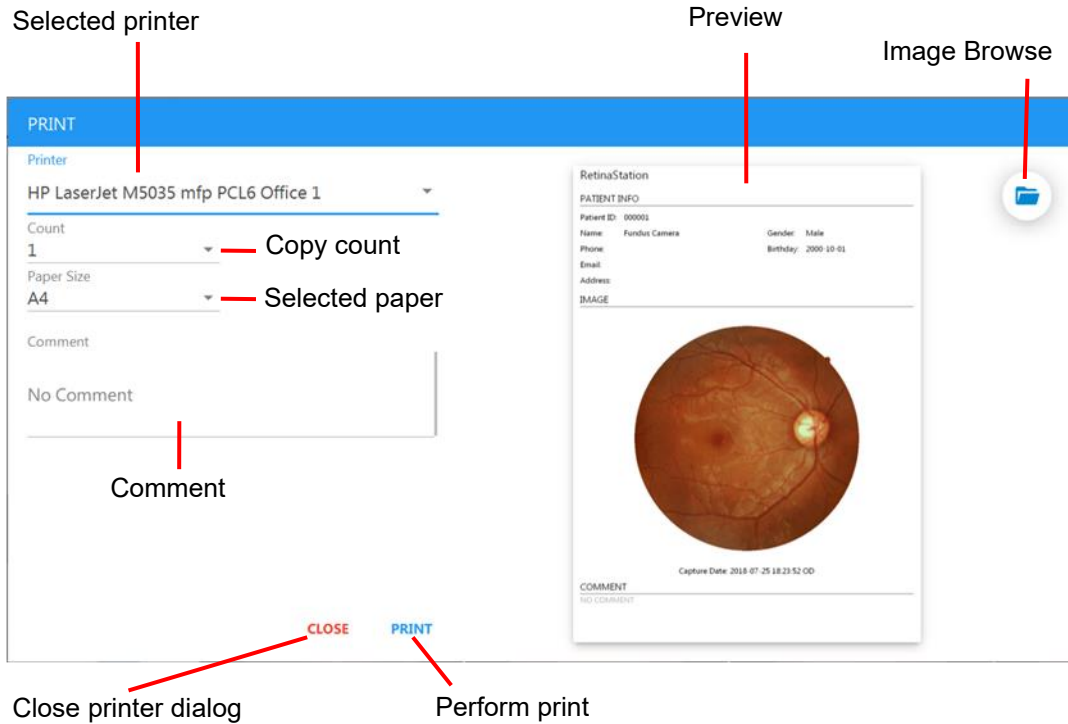 Selected printer
Preview
Image Browse
PRINT
Printer
HP LaserJet M5035 mfp PCL6 Office 1
Count
1
Copy count
Paper Size
A4
Selected paper
Comment
No Comment
Comment
RetinaStation
PATIENT INFO
Patient ID: 000001
Name: Fundus Camera Gender: Male
Phone: Birthday: 2000-10-01
Email:
Address:
IMAGE
Capture Date: 2018-07-25 18:23:52 OD
COMMENT
NO COMMENT
CLOSE PRINT
Close printer dialog
Perform print